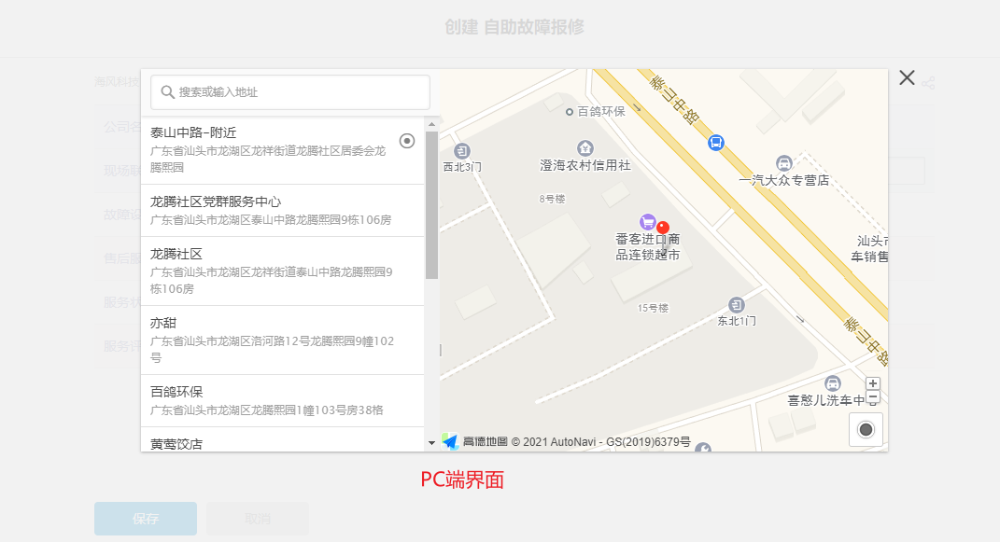 创建 自助故障报修
海风科技
公司名
现场联
故障设
售后服
服务状
服务评
搜索或输入地址
泰山中路-附近
广东省汕头市龙湖区龙祥街道龙腾社区居委会龙
腾熙园
龙腾社区党群服务中心
广东省汕头市龙湖区泰山中路龙腾熙园9栋106房
龙腾社区
广东省汕头市龙湖区龙祥街道泰山中路龙腾熙园9
栋106房
亦甜
广东省汕头市龙湖区洛河路12号龙腾熙园9幢102
号
百鸽环保
广东省汕头市龙湖区龙腾熙园1幢103号房38格
黄莺饺店
泰山中路
百鸽环保
西北3门
澄海农村信用社
一汽大众专营店
8号楼
番客进口商
品连锁超市
汕头市
车销售
15号楼
东北1门
泰山中路
喜憨儿洗车中心
高德地图 © 2021 AutoNavi - GS(2019)6379号
PC端界面
保存
取消